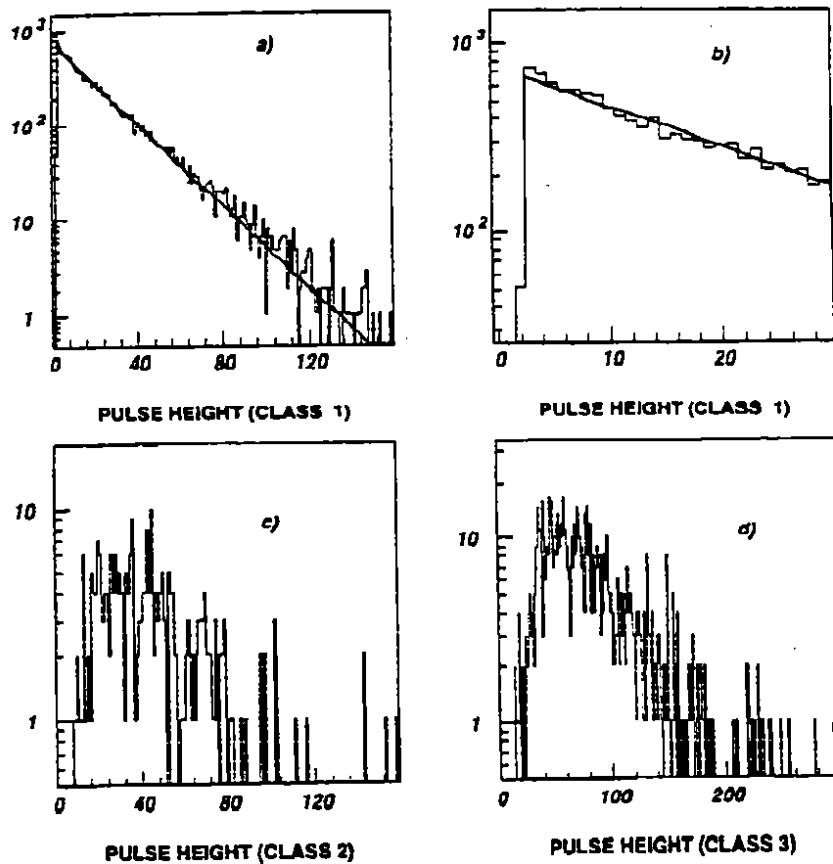 a)
10³
10²
10
1
0 40 80 120
PULSE HEIGHT (CLASS 1)
b)
10³
10²
0 10 20
PULSE HEIGHT (CLASS 1)
c)
10
1
0 40 80 120
PULSE HEIGHT (CLASS 2)
d)
10
1
0 100 200
PULSE HEIGHT (CLASS 3)